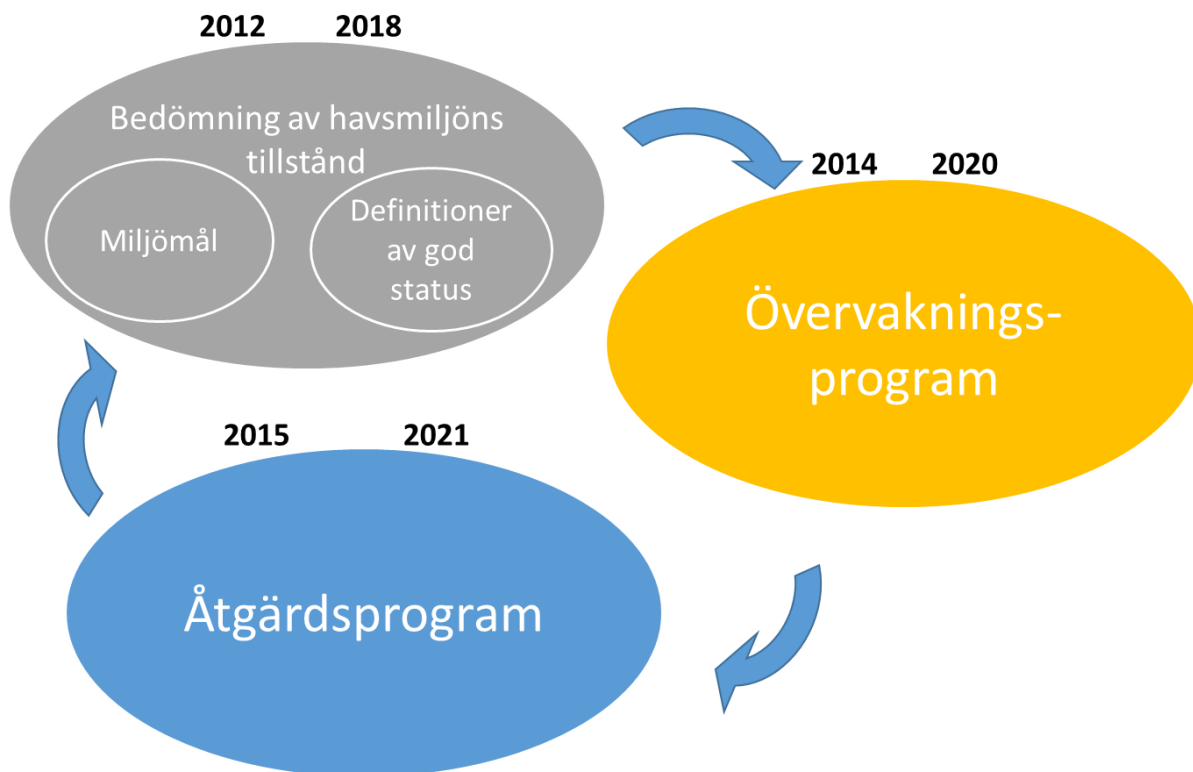 2012 2018
Bedömning av havsmiljöns
tillstånd
Miljömål
Definitioner
av god
status
2014 2020
Övervaknings-
program
2015 2021
Åtgärdsprogram